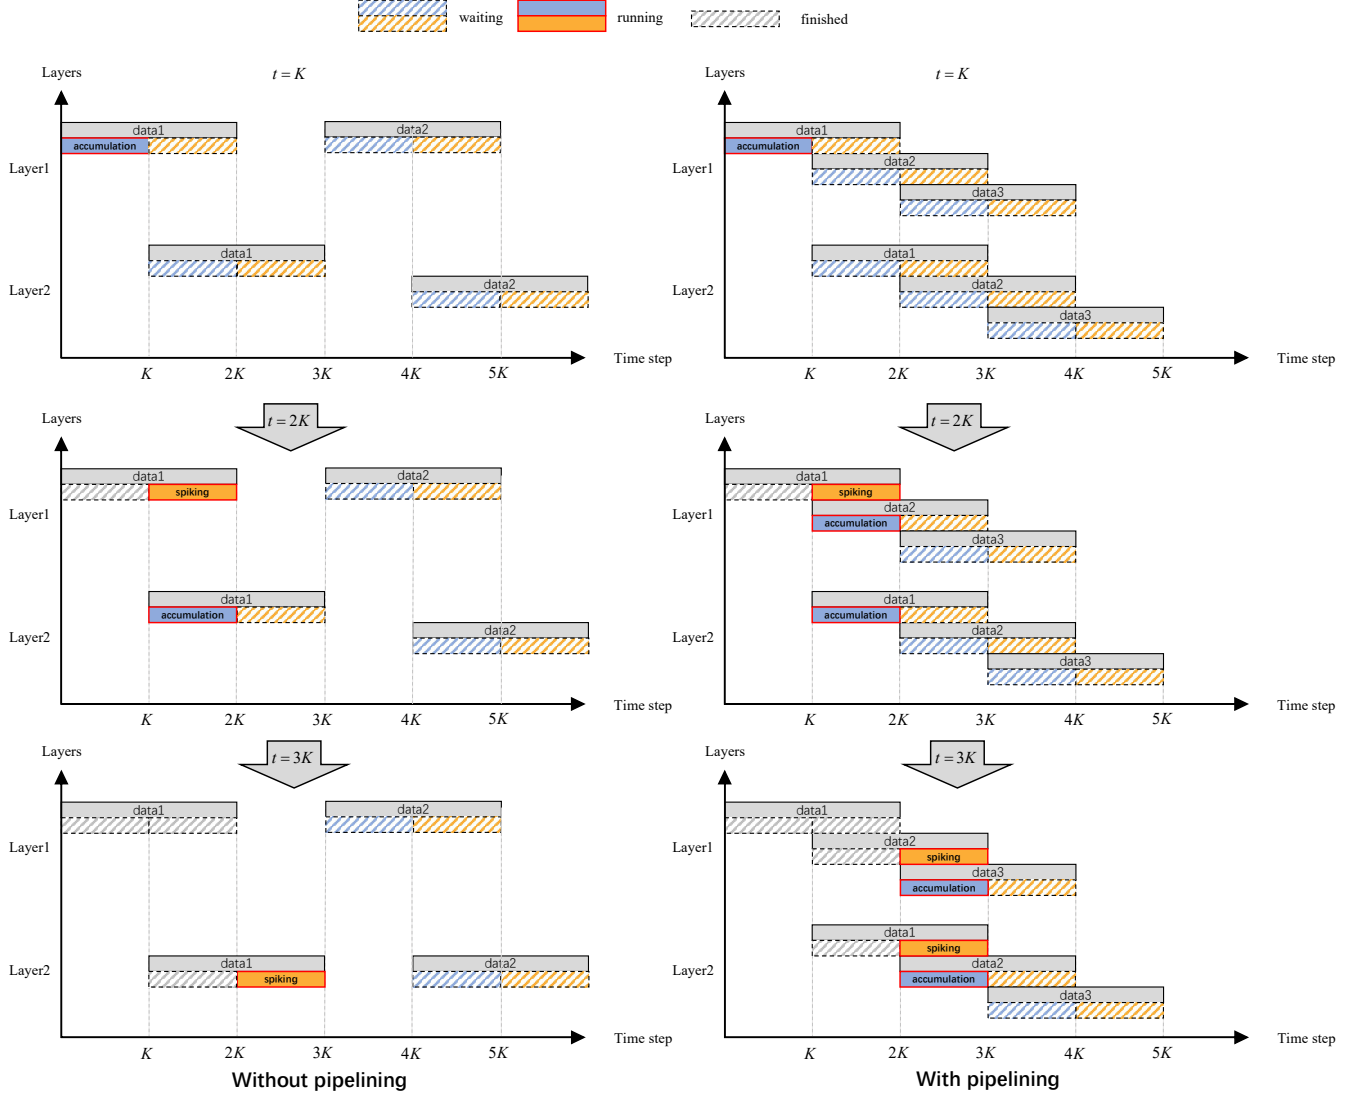 waiting running finished
Layers t = K
data1 data2
accumulation
Layer1
data1
Layer2 data2
Time step
K 2K 3K 4K 5K
Layers t = K
data1
accumulation
Layer1 data2
data3
data1
Layer2 data2
data3
Time step
K 2K 3K 4K 5K
Layers t = 2K
data1 data2
spiking
Layer1
data1
accumulation
Layer2 data2
Time step
K 2K 3K 4K 5K
Layers t = 2K
data1
spiking
Layer1 data2
accumulation
data3
data1
accumulation
Layer2 data2
data3
Time step
K 2K 3K 4K 5K
Layers t = 3K
data1 data2
Layer1
Layer2 data1 data2
spiking
Time step
K 2K 3K 4K 5K
Without pipelining
Layers t = 3K
data1
Layer1 data2
spiking
data3
accumulation
data1
spiking
Layer2 data2
accumulation
data3
Time step
K 2K 3K 4K 5K
With pipelining